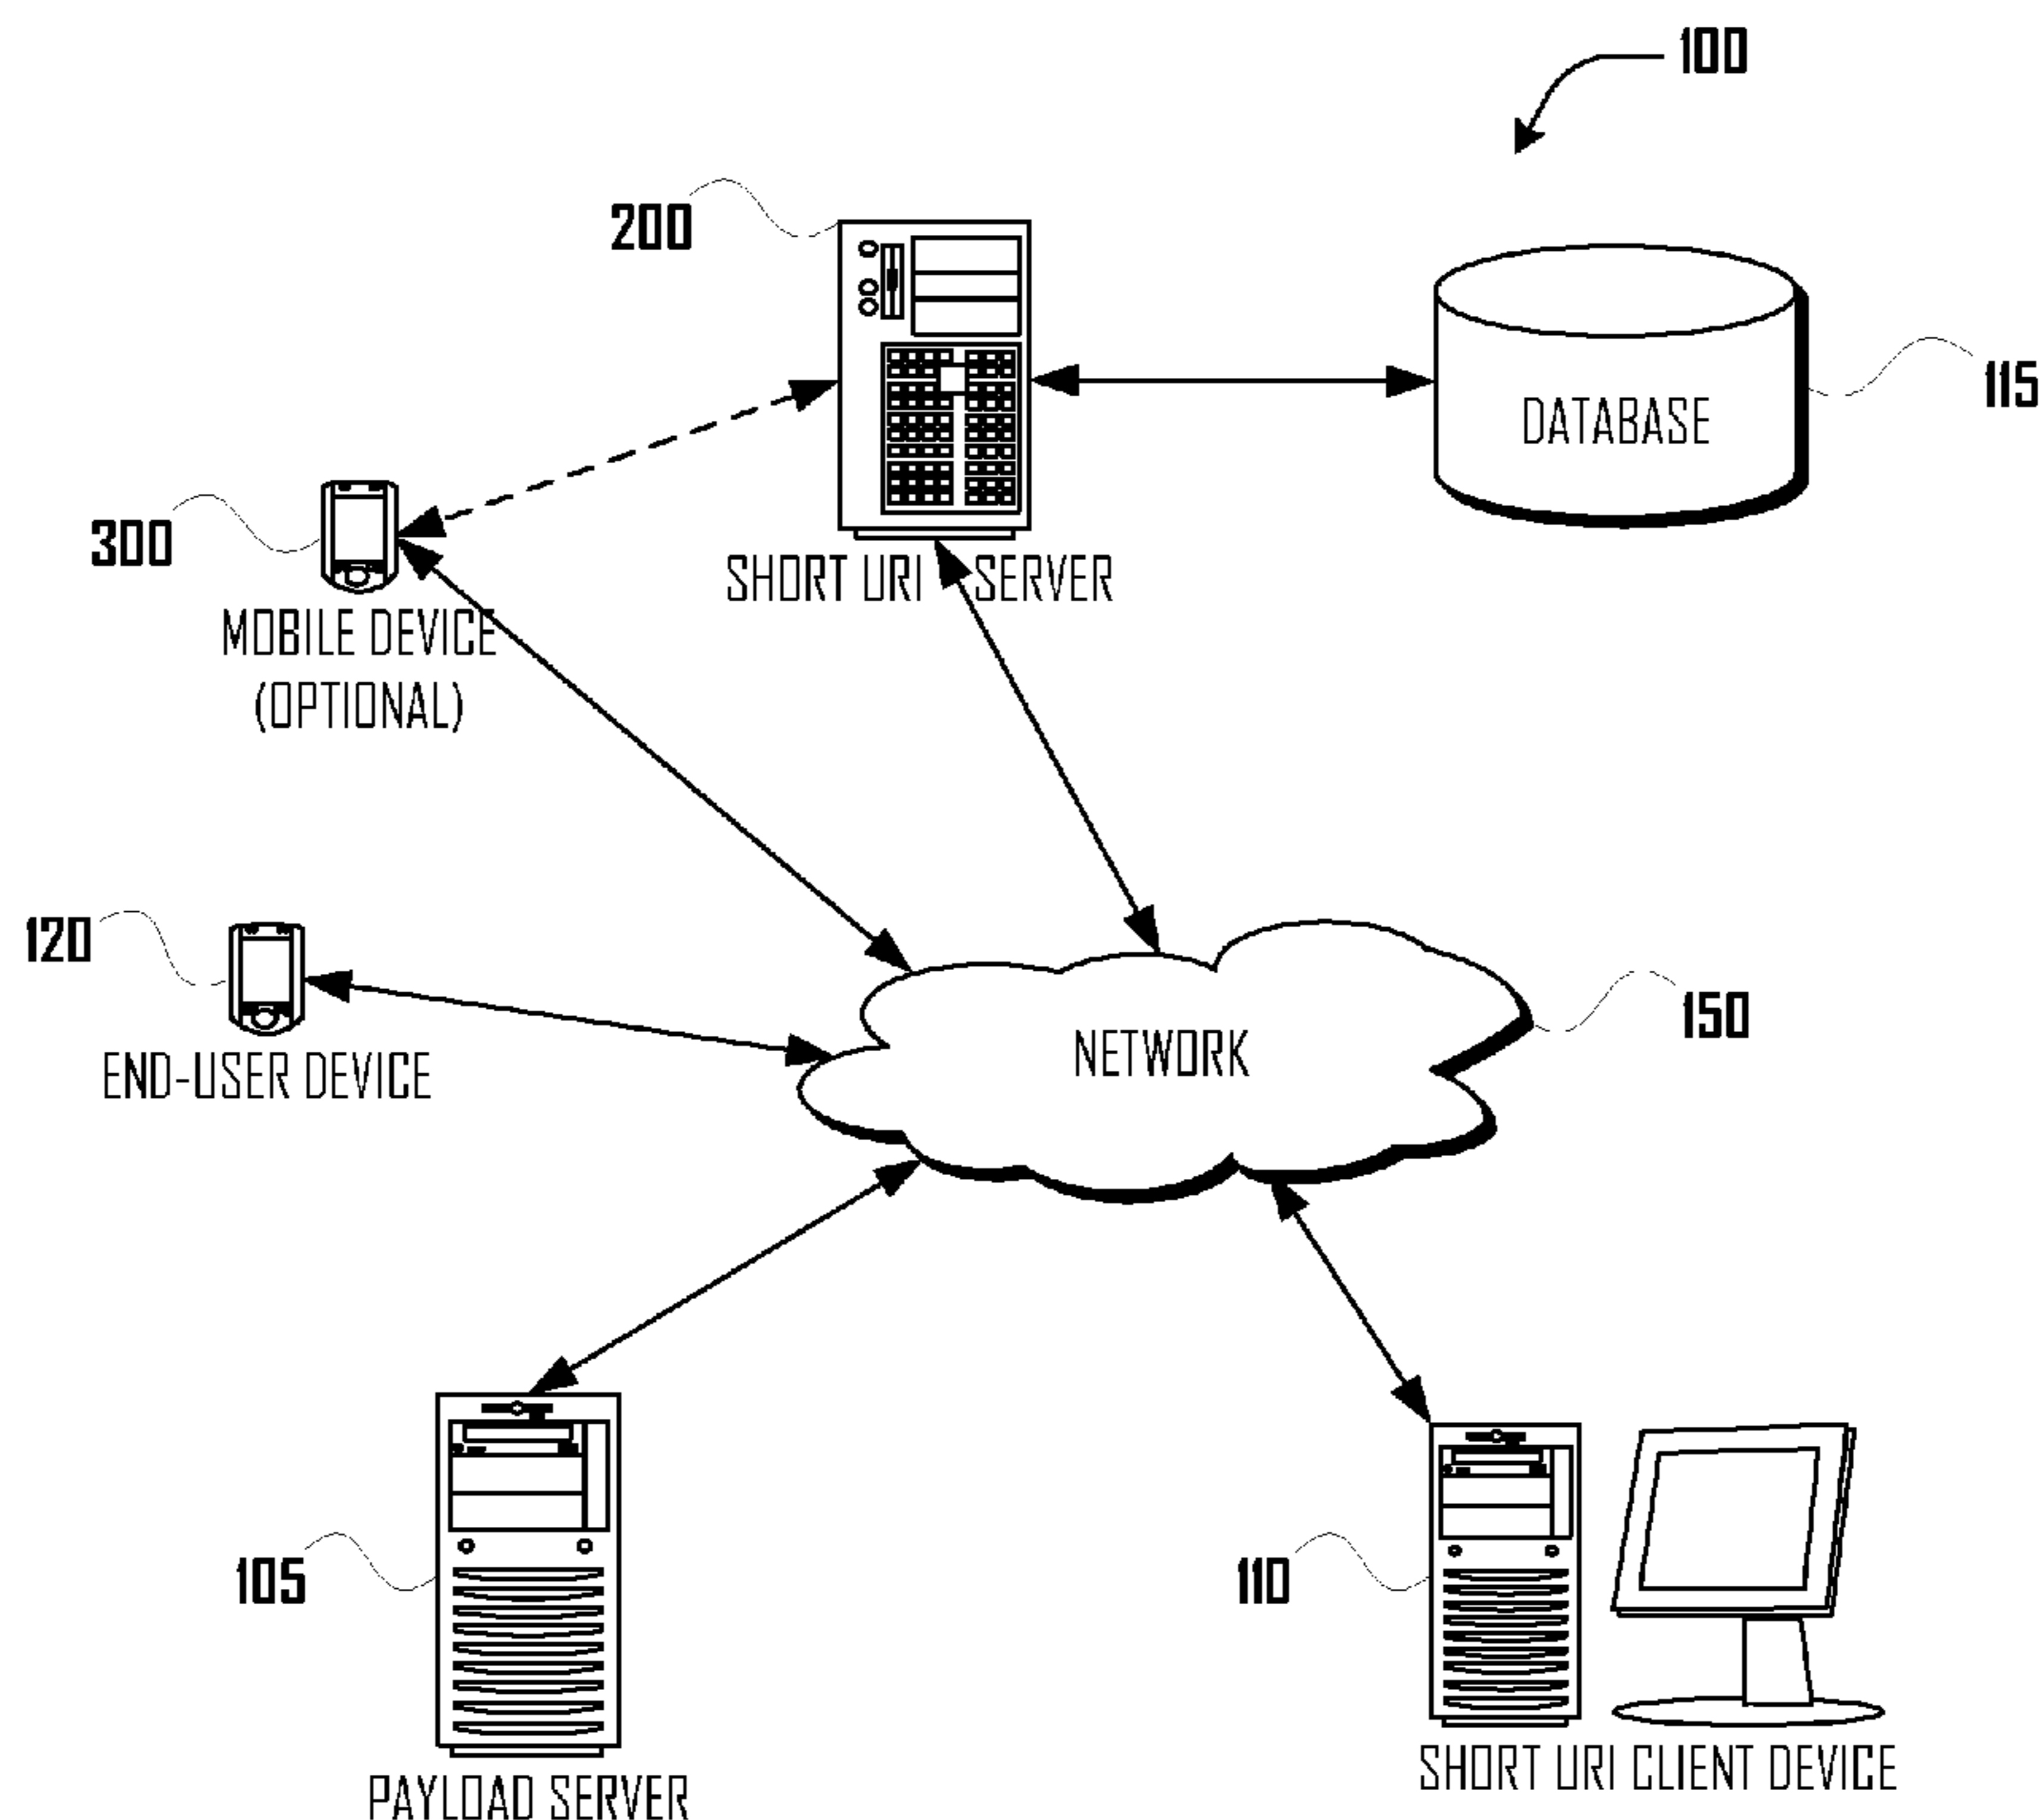 100
200
115
DATABASE
300
SHORT URI SERVER
MOBILE DEVICE
(OPTIONAL)
120
150
NETWORK
END-USER DEVICE
105
110
SHORT URI CLIENT DEVICE
PAYLOAD SERVER